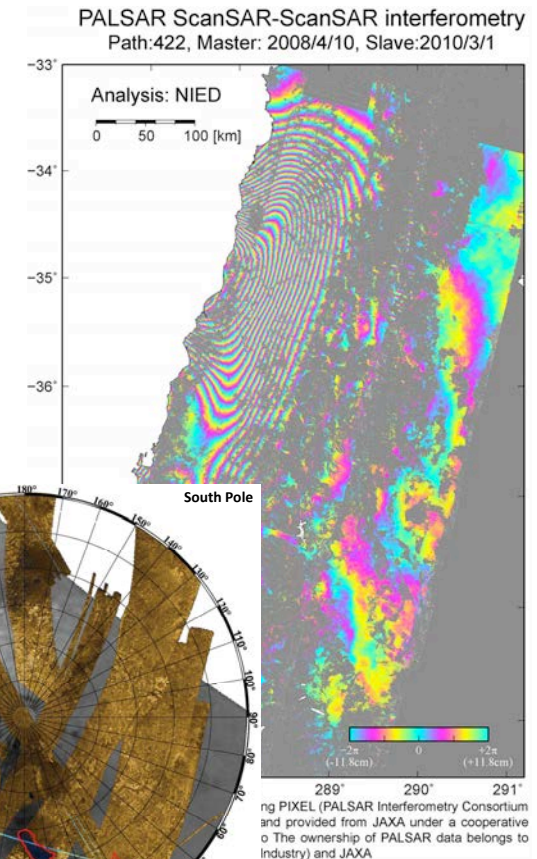 PALSAR ScanSAR-ScanSAR interferometry
Path:422, Master: 2008/4/10, Slave:2010/3/1
−33°
Analysis: NIED
0 50 100 [km]
−34°
−35°
−36°
180°
170°
160°
150°
140°
130°
120°
110°
100°
90°
80°
70°
60°
South Pole
−2π 0 +2π
(-11.8cm) (+11.8cm)
289° 290° 291°
ng PIXEL (PALSAR Interferometry Consortium
and provided from JAXA under a cooperative
o The ownership of PALSAR data belongs to
Industry) and JAXA